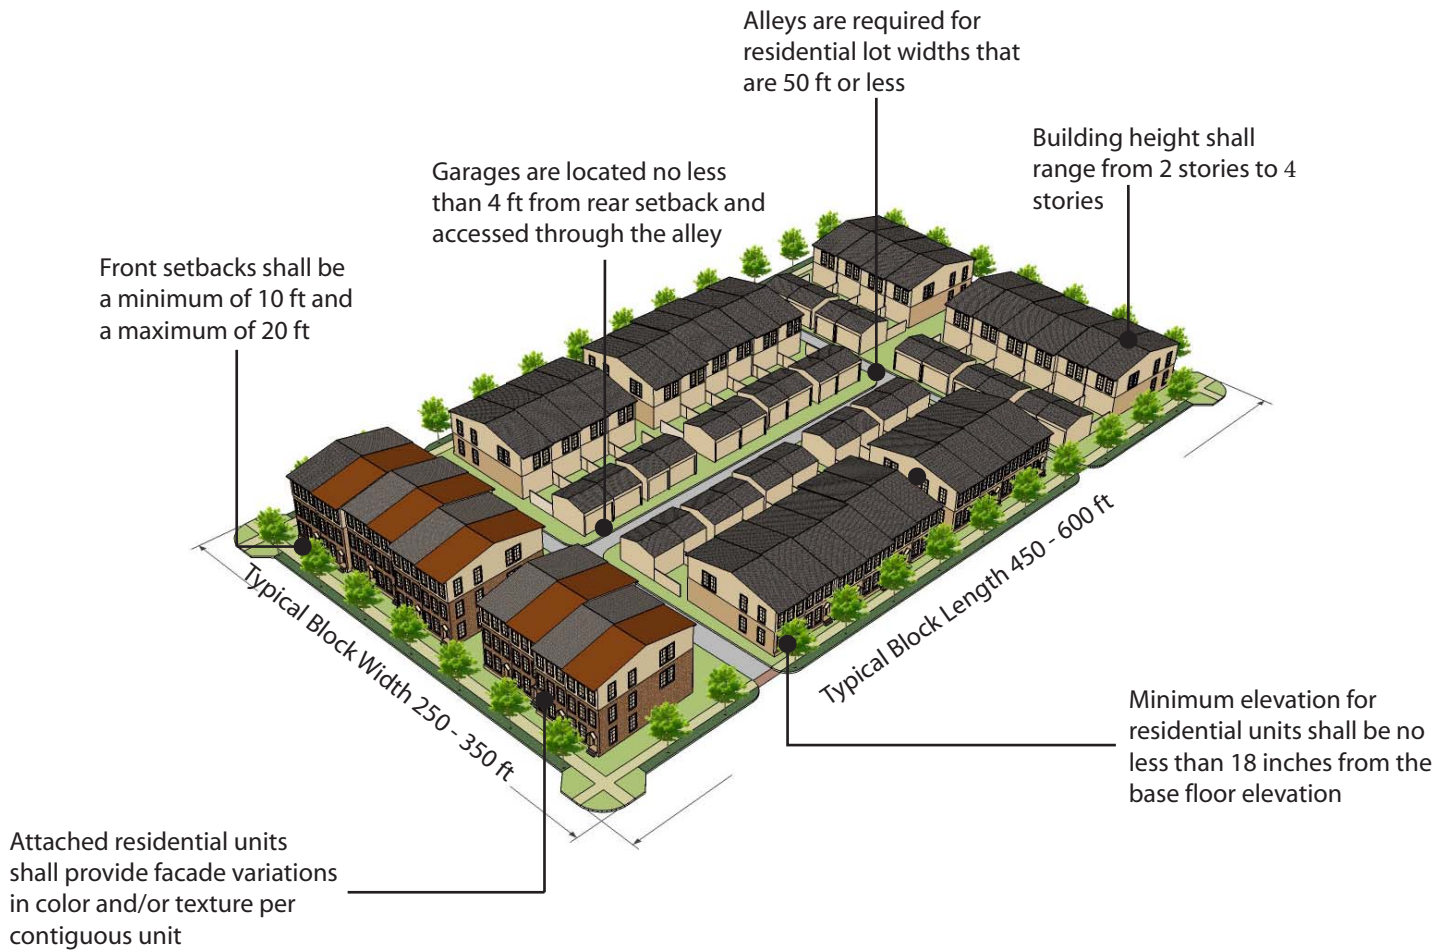 Alleys are required for
residential lot widths that
are 50 ft or less
Building height shall
range from 2 stories to 4
stories
Garages are located no less
than 4 ft from rear setback and
accessed through the alley
Front setbacks shall be
a minimum of 10 ft and
a maximum of 20 ft
Typical Block Width 250 - 350 ft
Typical Block Length 450 - 600 ft
Minimum elevation for
residential units shall be no
less than 18 inches from the
base floor elevation
Attached residential units
shall provide facade variations
in color and/or texture per
contiguous unit